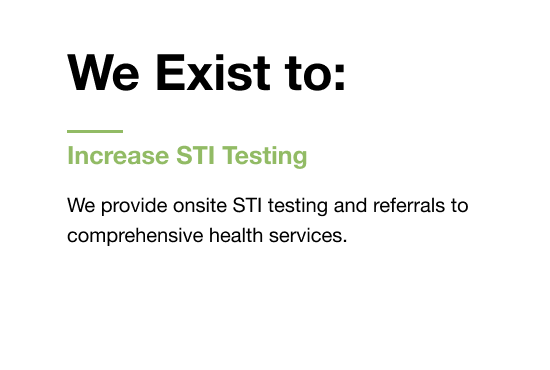 We Exist to:
Increase STI Testing
We provide onsite STI testing and referrals to
comprehensive health services.